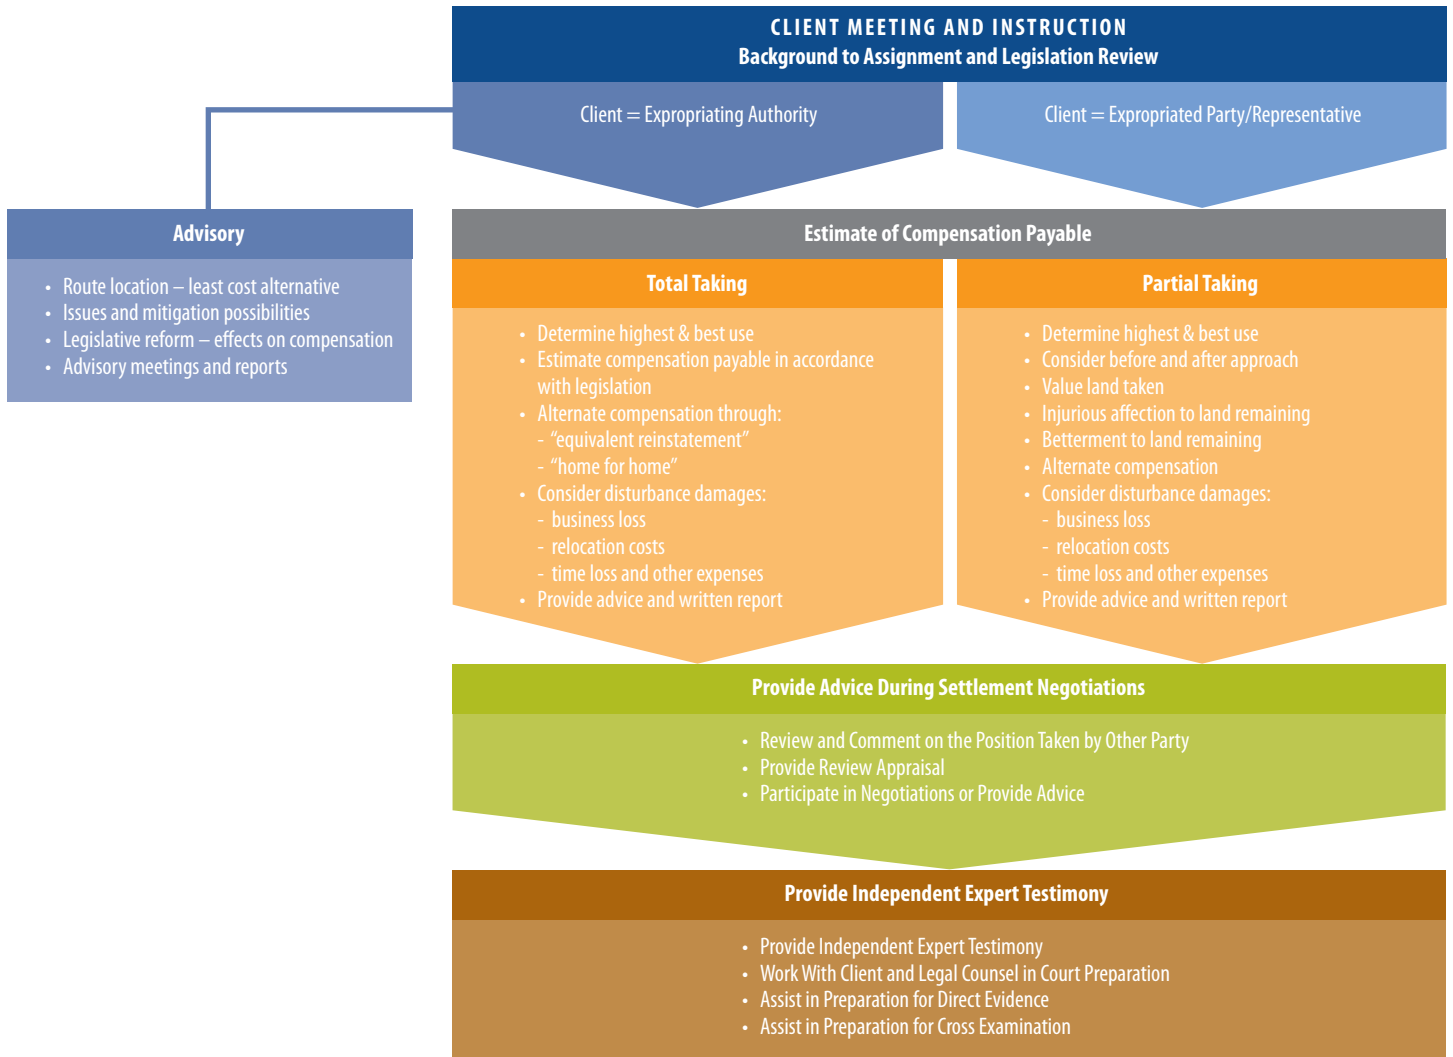 CLIENT MEETING AND INSTRUCTION
Background to Assignment and Legislation Review
Client = Expropriating Authority
Client = Expropriated Party/Representative
Advisory
• Route location – least cost alternative
• Issues and mitigation possibilities
• Legislative reform – effects on compensation
• Advisory meetings and reports
Estimate of Compensation Payable
Total Taking
• Determine highest & best use
• Estimate compensation payable in accordance
with legislation
• Alternate compensation through:
- “equivalent reinstatement”
- “home for home”
• Consider disturbance damages:
- business loss
- relocation costs
- time loss and other expenses
• Provide advice and written report
Partial Taking
• Determine highest & best use
• Consider before and after approach
• Value land taken
• Injurious affection to land remaining
• Betterment to land remaining
• Alternate compensation
• Consider disturbance damages:
- business loss
- relocation costs
- time loss and other expenses
• Provide advice and written report
Provide Advice During Settlement Negotiations
• Review and Comment on the Position Taken by Other Party
• Provide Review Appraisal
• Participate in Negotiations or Provide Advice
Provide Independent Expert Testimony
• Provide Independent Expert Testimony
• Work With Client and Legal Counsel in Court Preparation
• Assist in Preparation for Direct Evidence
• Assist in Preparation for Cross Examination